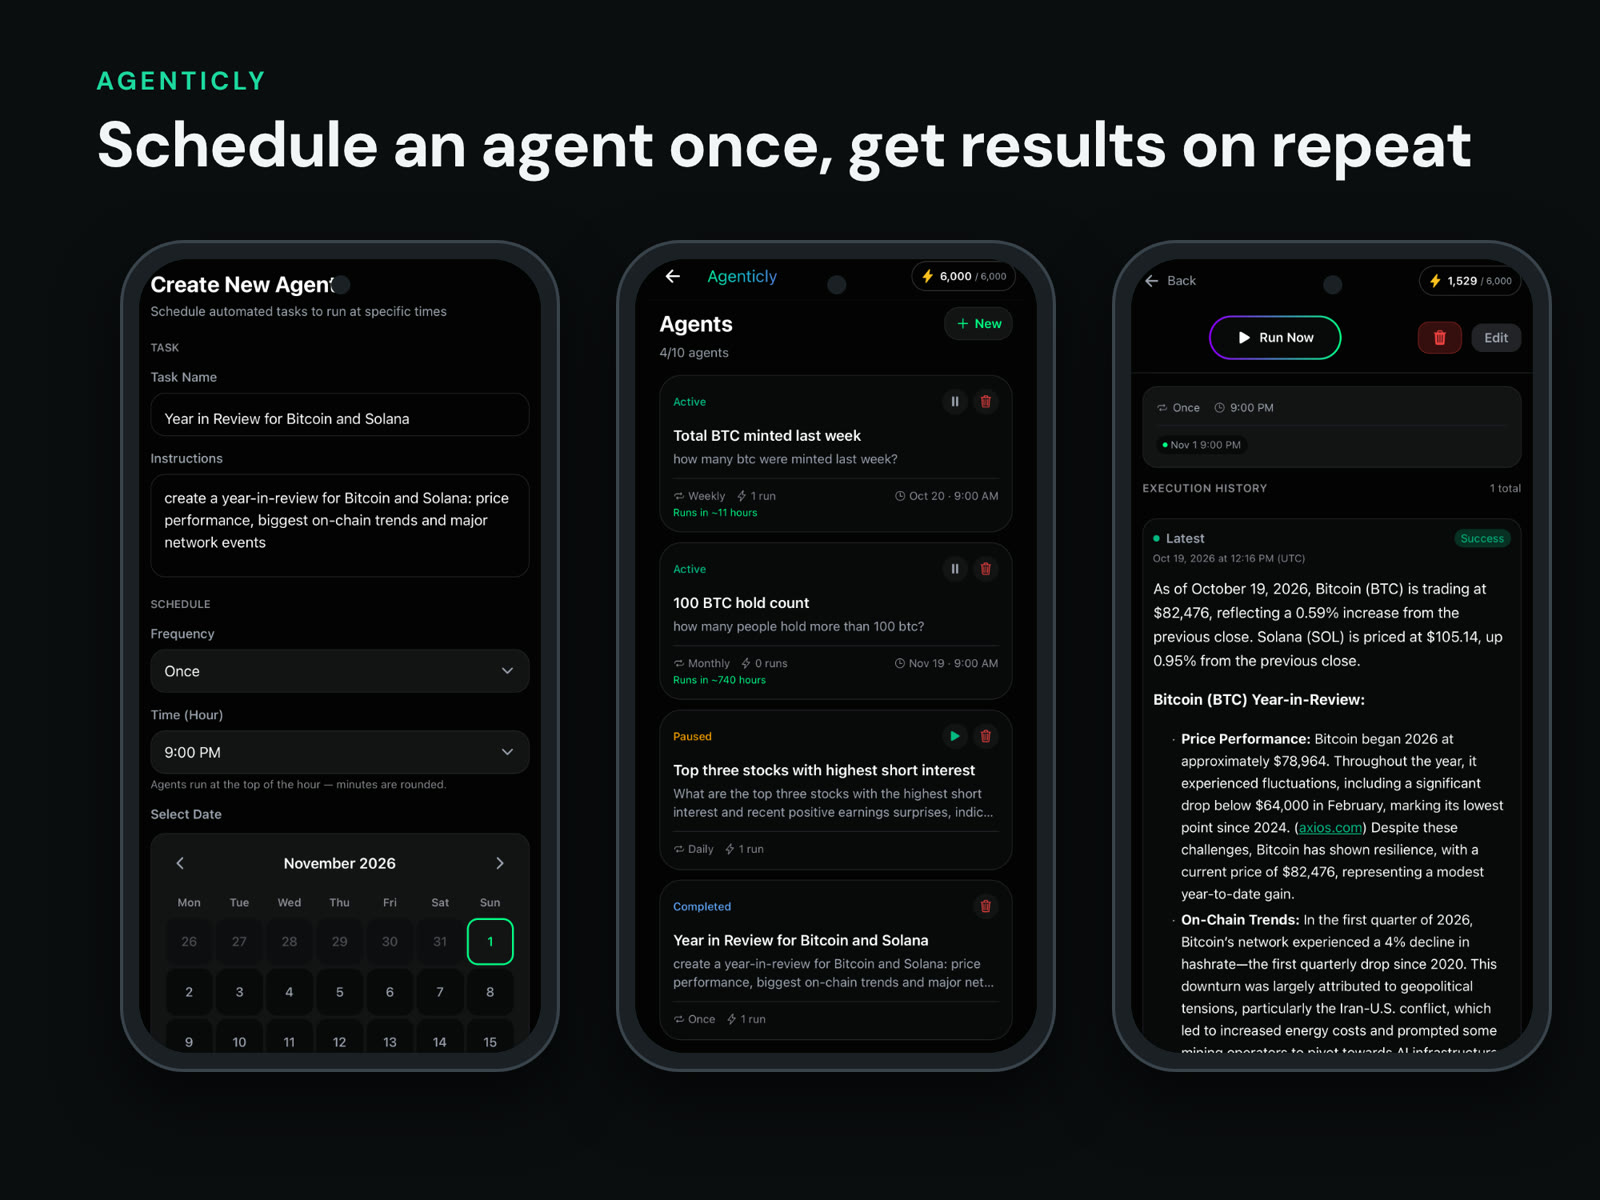 AGENTICLY
Schedule an agent once, get results on repeat
Create New Agent
Schedule automated tasks to run at specific times
TASK
Task Name
Year in Review for Bitcoin and Solana
Instructions
create a year-in-review for Bitcoin and Solana: price
performance, biggest on-chain trends and major
network events
SCHEDULE
Frequency
Once
Time (Hour)
9:00 PM
Agents run at the top of the hour — minutes are rounded.
Select Date
November 2026
Mon Tue Wed Thu Fri Sat Sun
26 27 28 29 30 31 1
2 3 4 5 6 7 8
9 10 11 12 13 14 15
Agenticly
6,000 / 6,000
Agents
+ New
4/10 agents
Active
Total BTC minted last week
how many btc were minted last week?
Weekly 1 run Oct 20 · 9:00 AM
Runs in ~11 hours
Active
100 BTC hold count
how many people hold more than 100 btc?
Monthly 0 runs Nov 19 · 9:00 AM
Runs in ~740 hours
Paused
Top three stocks with highest short interest
What are the top three stocks with the highest short
interest and recent positive earnings surprises, indic...
Daily 1 run
Completed
Year in Review for Bitcoin and Solana
create a year-in-review for Bitcoin and Solana: price
performance, biggest on-chain trends and major net...
Once 1 run
Back
1,529 / 6,000
Run Now
Edit
Once 9:00 PM
Nov 1 9:00 PM
EXECUTION HISTORY 1 total
Latest Success
Oct 19, 2026 at 12:16 PM (UTC)
As of October 19, 2026, Bitcoin (BTC) is trading at
$82,476, reflecting a 0.59% increase from the
previous close. Solana (SOL) is priced at $105.14, up
0.95% from the previous close.
Bitcoin (BTC) Year-in-Review:
· Price Performance: Bitcoin began 2026 at
approximately $78,964. Throughout the year, it
experienced fluctuations, including a significant
drop below $64,000 in February, marking its lowest
point since 2024. (axios.com) Despite these
challenges, Bitcoin has shown resilience, with a
current price of $82,476, representing a modest
year-to-date gain.
· On-Chain Trends: In the first quarter of 2026,
Bitcoin's network experienced a 4% decline in
hashrate—the first quarterly drop since 2020. This
downturn was largely attributed to geopolitical
tensions, particularly the Iran-U.S. conflict, which
led to increased energy costs and prompted some
mining operators to pivot towards AI infrastructure